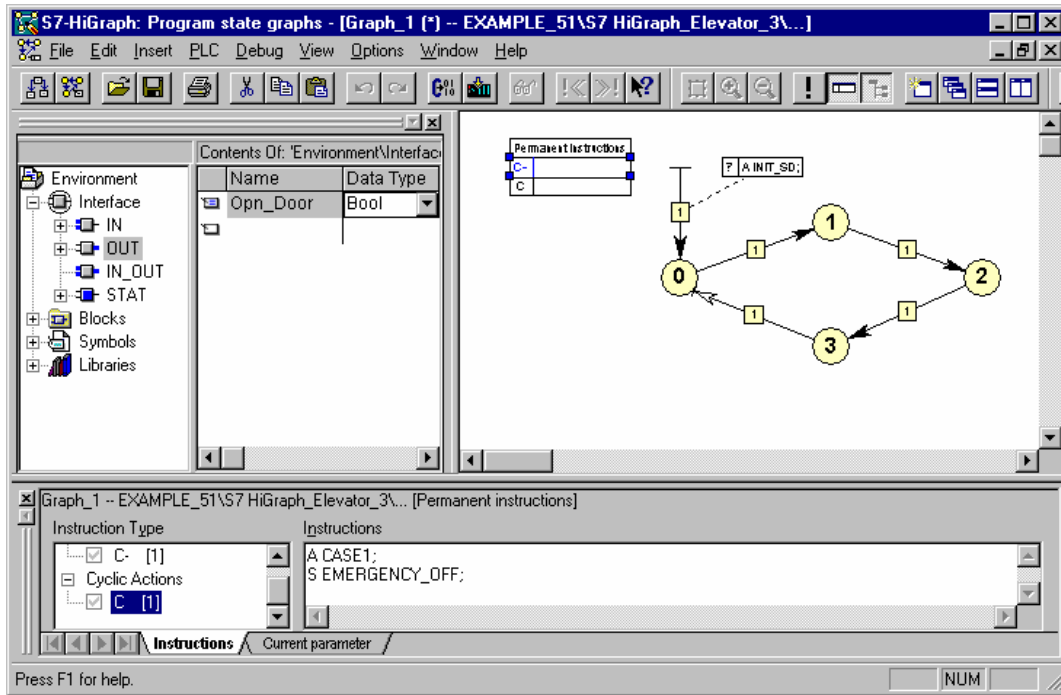 S7-HiGraph: Program state graphs - [Graph_1 (*) -- EXAMPLE_51\S7 HiGraph_Elevator_3\...]
File Edit Insert PLC Debug View Options Window Help
Contents Of: 'Environment\Interfac
Environment
Interface
IN
OUT
IN_OUT
STAT
Blocks
Symbols
Libraries
Name Data Type
Opn_Door Bool
Permanent Instructions
C-
C
? A INIT_SD;
1
1
1
1
1
0
1
2
3
Graph_1 -- EXAMPLE_51\S7 HiGraph_Elevator_3\... [Permanent instructions]
Instruction Type Instructions
C- [1]
Cyclic Actions
C [1]
A CASE1;
S EMERGENCY_OFF;
Instructions Current parameter
Press F1 for help. NUM